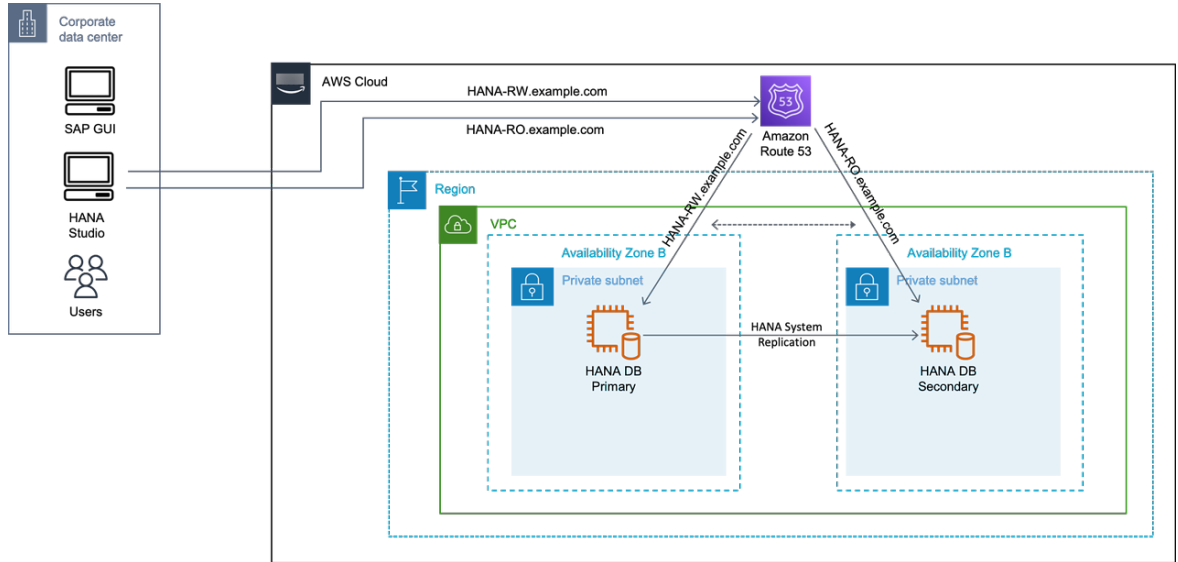 Corporate
data center
SAP GUI
HANA
Studio
Users
AWS Cloud
HANA-RW.example.com
HANA-RO.example.com
53
Amazon
Route 53
HANA-RW.example.com
HANA-RO.example.com
Region
VPC
Availability Zone B
Private subnet
HANA DB
Primary
HANA System
Replication
Availability Zone B
Private subnet
HANA DB
Secondary